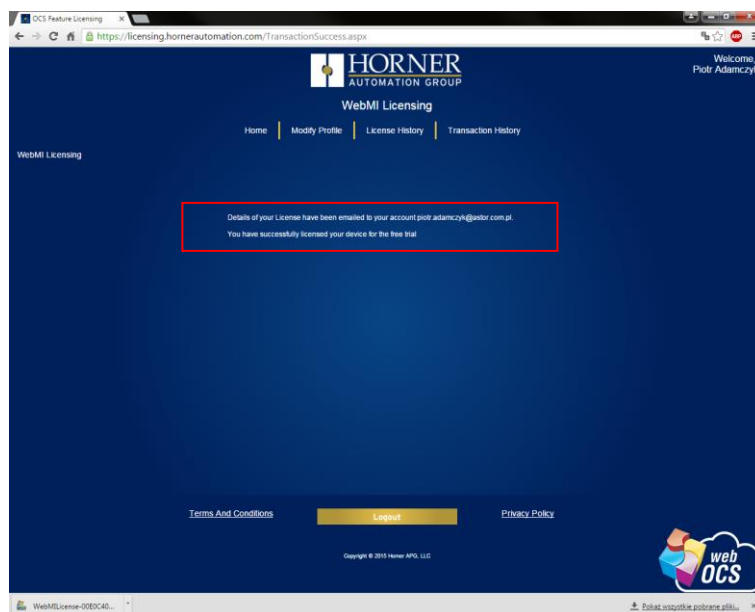 OCS Feature Licensing
https://licensing.hornerautomation.com/TransactionSuccess.aspx
ABP
HORNER
AUTOMATION GROUP
Welcome,
Piotr Adamczyk
WebMI Licensing
Home Modify Profile License History Transaction History
WebMI Licensing
Details of your License have been emailed to your account piotr.adamczyk@astor.com.pl.
You have successfully licensed your device for the free trial
Terms And Conditions Logout Privacy Policy
Copyright © 2015 Horner APG, LLC
web
OCS
WebMILicense-00E0C40... Pokaż wszystkie pobrane pliki...